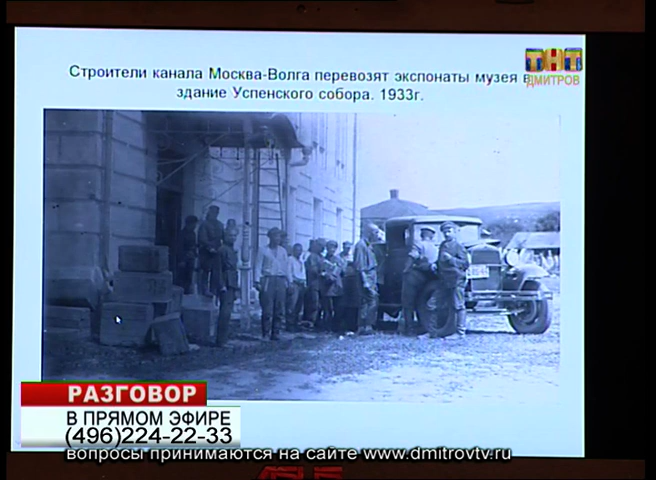 Строители канала Москва-Волга перевозят экспонаты музея в
здание Успенского собора. 1933г.
ТНТ
ДМИТРОВ
РАЗГОВОР
В ПРЯМОМ ЭФИРЕ
(496)224-22-33
вопросы принимаются на сайте www.dmitrovtv.ru